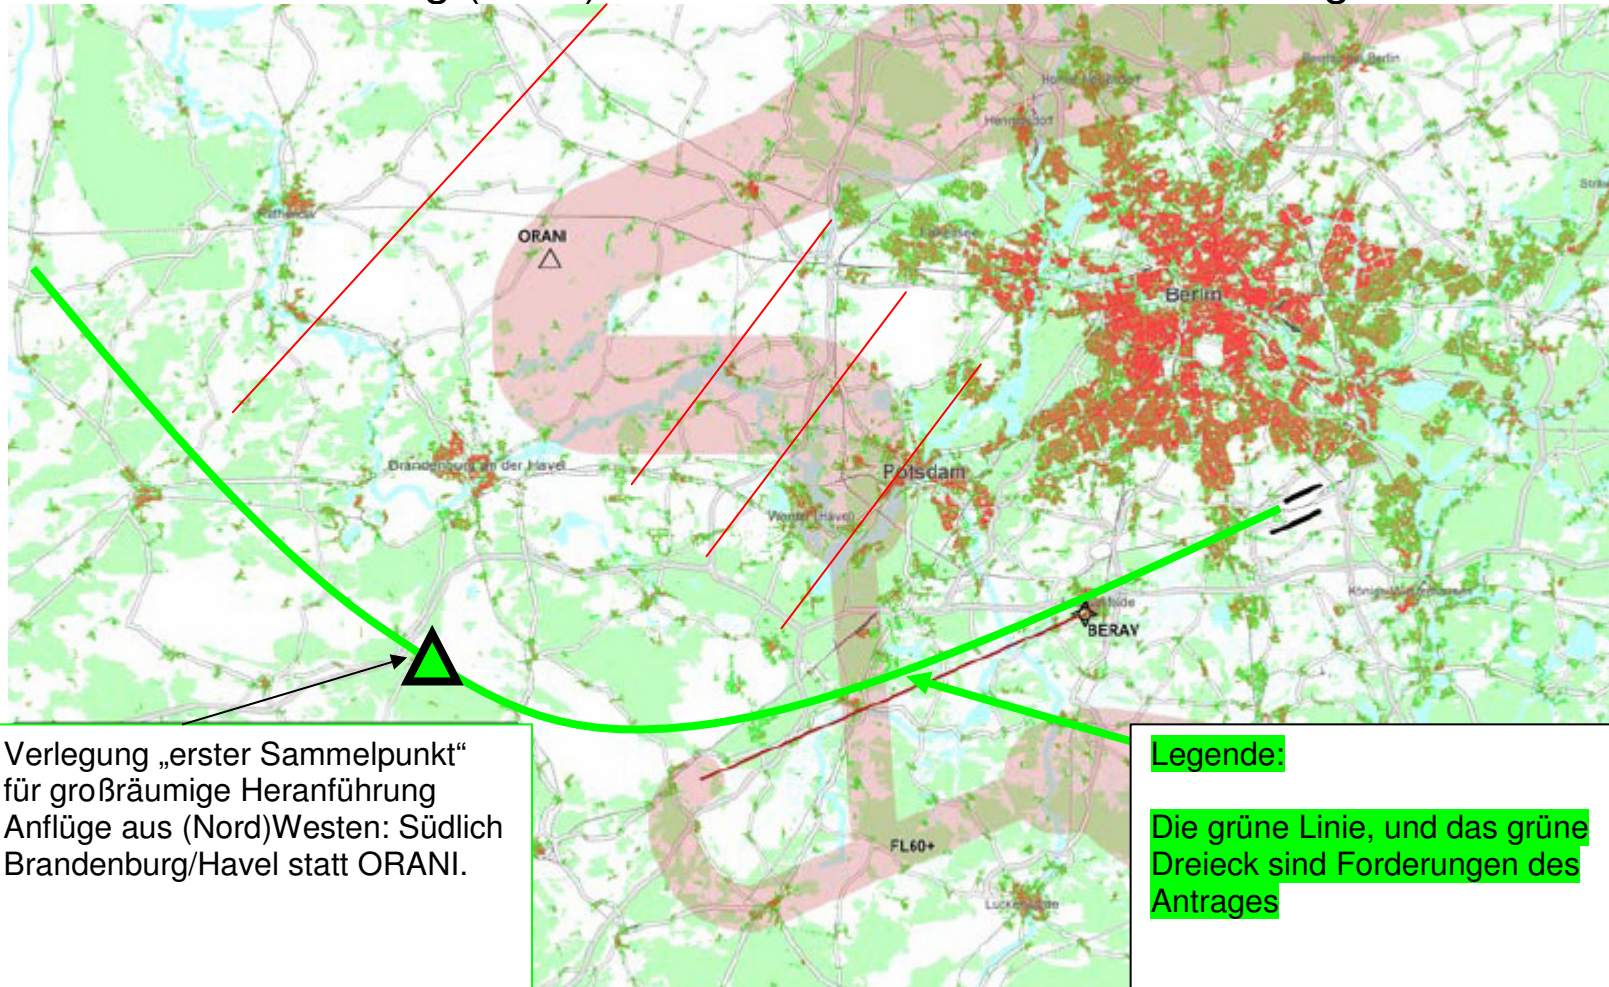 ORANI
Berlin
Brandenburg an der Havel
Potsdam
Werder (Havel)
BERAV
FL60+
Verlegung „erster Sammelpunkt“
für großräumige Heranführung
Anflüge aus (Nord)Westen: Südlich
Brandenburg/Havel statt ORANI.
Legende:
Die grüne Linie, und das grüne
Dreieck sind Forderungen des
Antrages